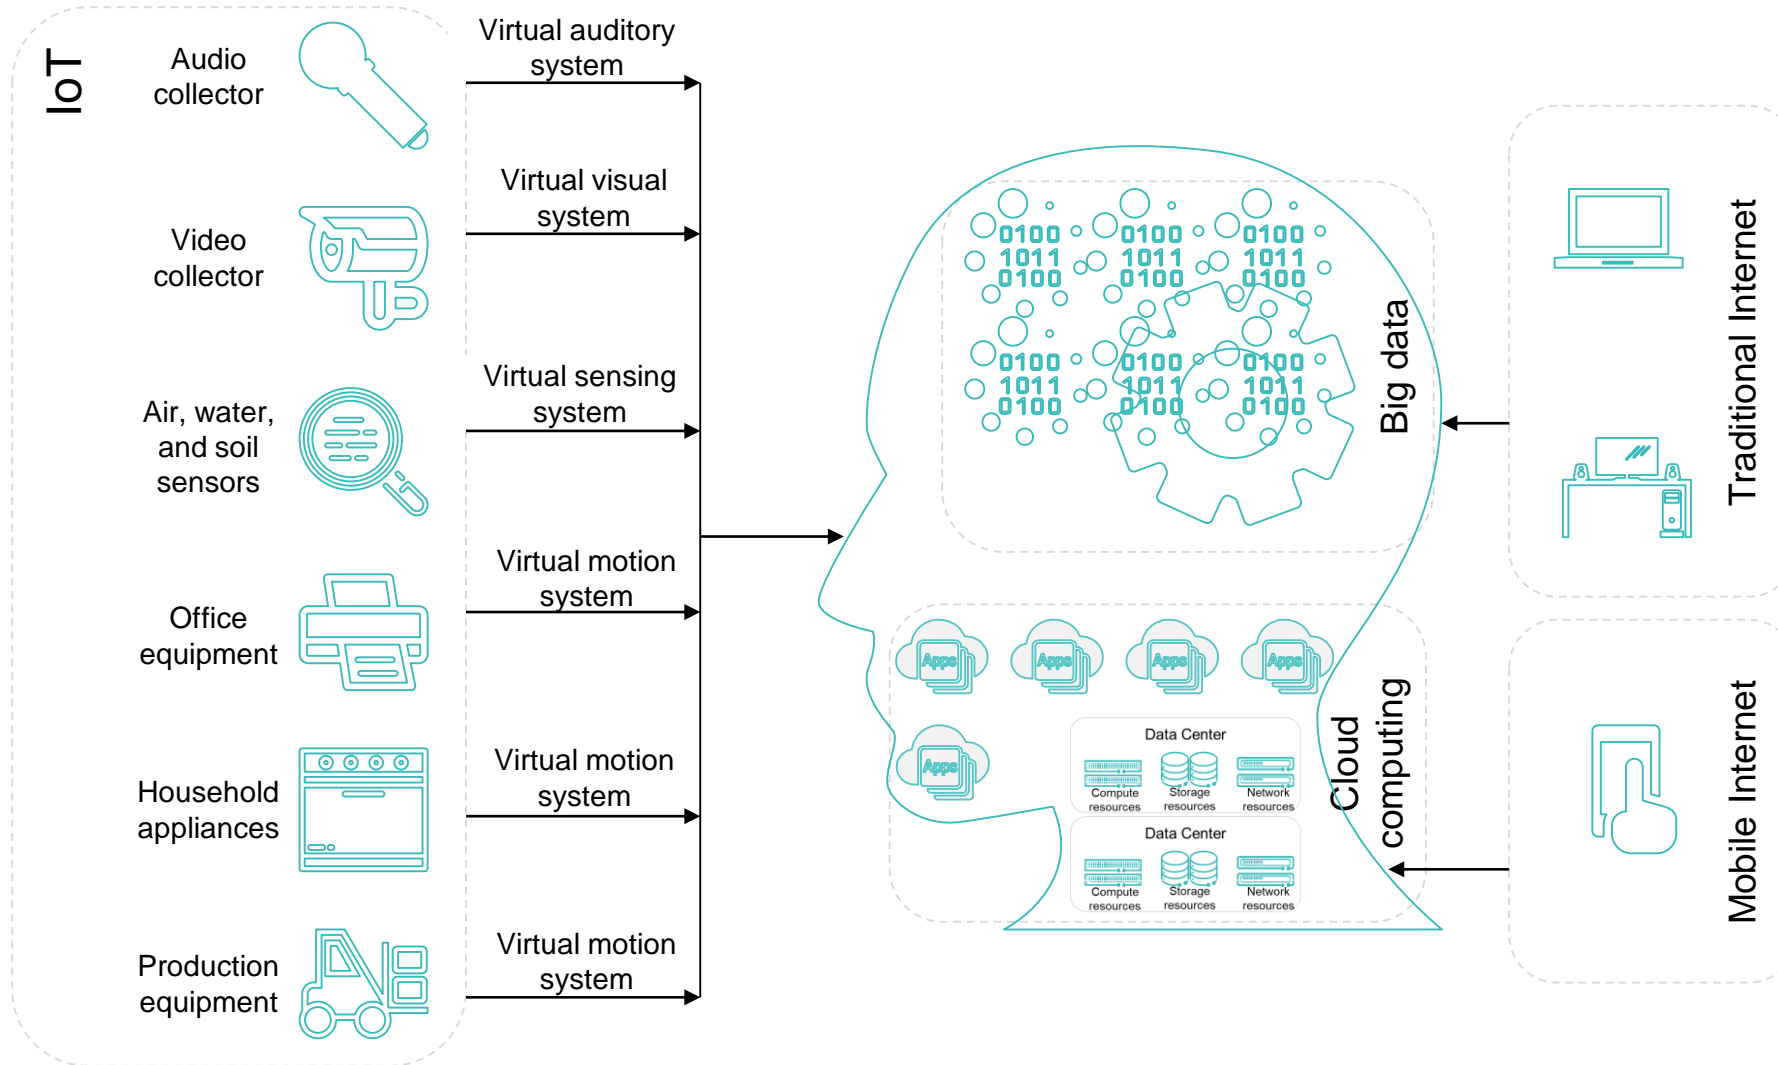 IoT
Audio
collector
Virtual auditory
system
Video
collector
Virtual visual
system
Air, water,
and soil
sensors
Virtual sensing
system
Office
equipment
Virtual motion
system
Household
appliances
Virtual motion
system
Production
equipment
Virtual motion
system
0100
1011
0100
0100
1011
0100
0100
1011
0100
0100
1011
0100
0100
1011
0100
0100
1011
0100
Big data
Apps
Apps
Apps
Apps
Apps
Data Center
Compute
resources
Storage
resources
Network
resources
Data Center
Compute
resources
Storage
resources
Network
resources
Cloud
computing
Traditional Internet
Mobile Internet